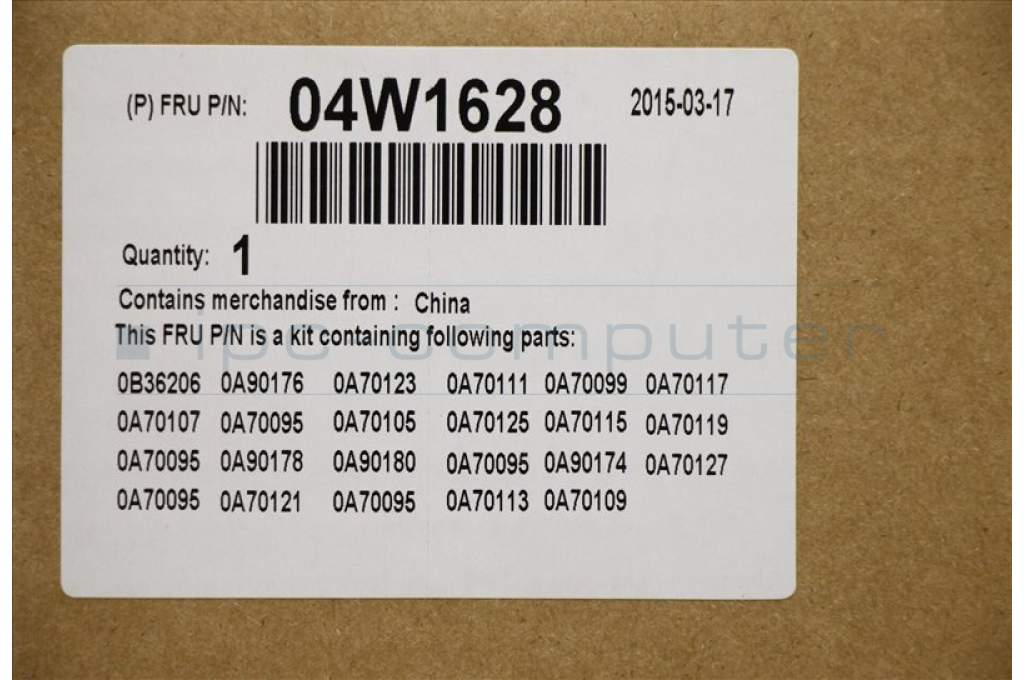 (P) FRU P/N: 04W1628 2015-03-17
Quantity: 1
Contains merchandise from : China
This FRU P/N is a kit containing following parts:
ipc computer
0B36206 0A90176 0A70123 0A70111 0A70099 0A70117
0A70107 0A70095 0A70105 0A70125 0A70115 0A70119
0A70095 0A90178 0A90180 0A70095 0A90174 0A70127
0A70095 0A70121 0A70095 0A70113 0A70109